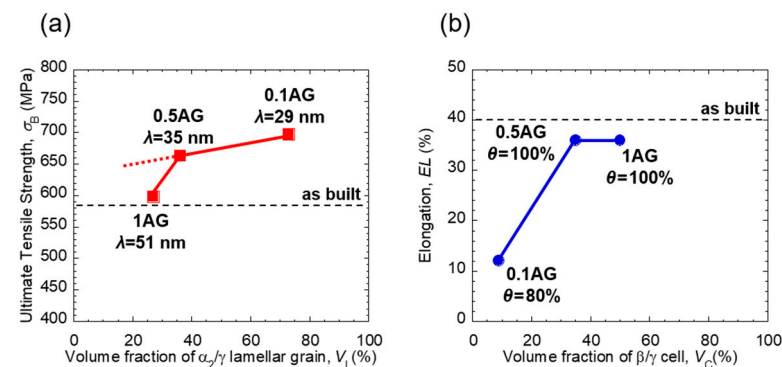 (a)
800
750
700
650
600
550
500
450
400
Ultimate Tensile Strength, σB (MPa)
0.1AG
λ=29 nm
0.5AG
λ=35 nm
as built
1AG
λ=51 nm
0 20 40 60 80 100
Volume fraction of α2/γ lamellar grain, VL(%)
(b)
50
40
30
20
10
0
Elongation, EL (%)
as built
0.5AG
θ=100%
1AG
θ=100%
0.1AG
θ=80%
0 20 40 60 80 100
Volume fraction of β/γ cell, VC(%)